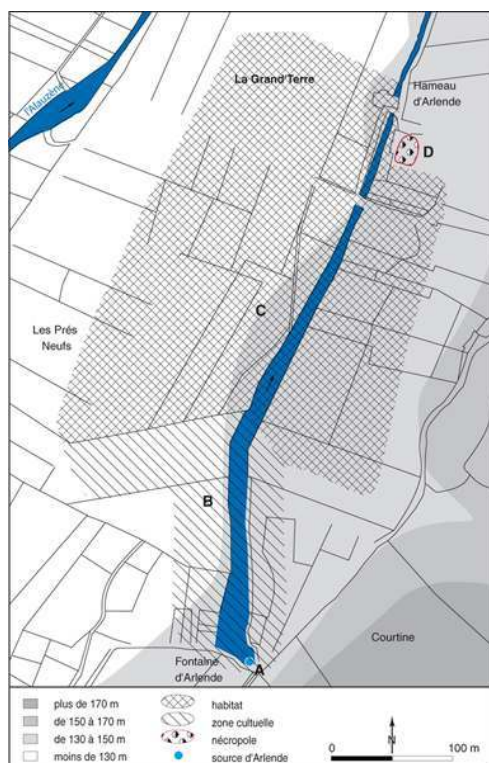 l'Alauzène
La Grand'Terre
Hameau
d'Arlende
D
C
Les Prés
Neufs
B
Courtine
Fontaine
d'Arlende
A
plus de 170 m
de 150 à 170 m
de 130 à 150 m
moins de 130 m
habitat
zone cultuelle
nécropole
source d'Arlende
N
0
100 m